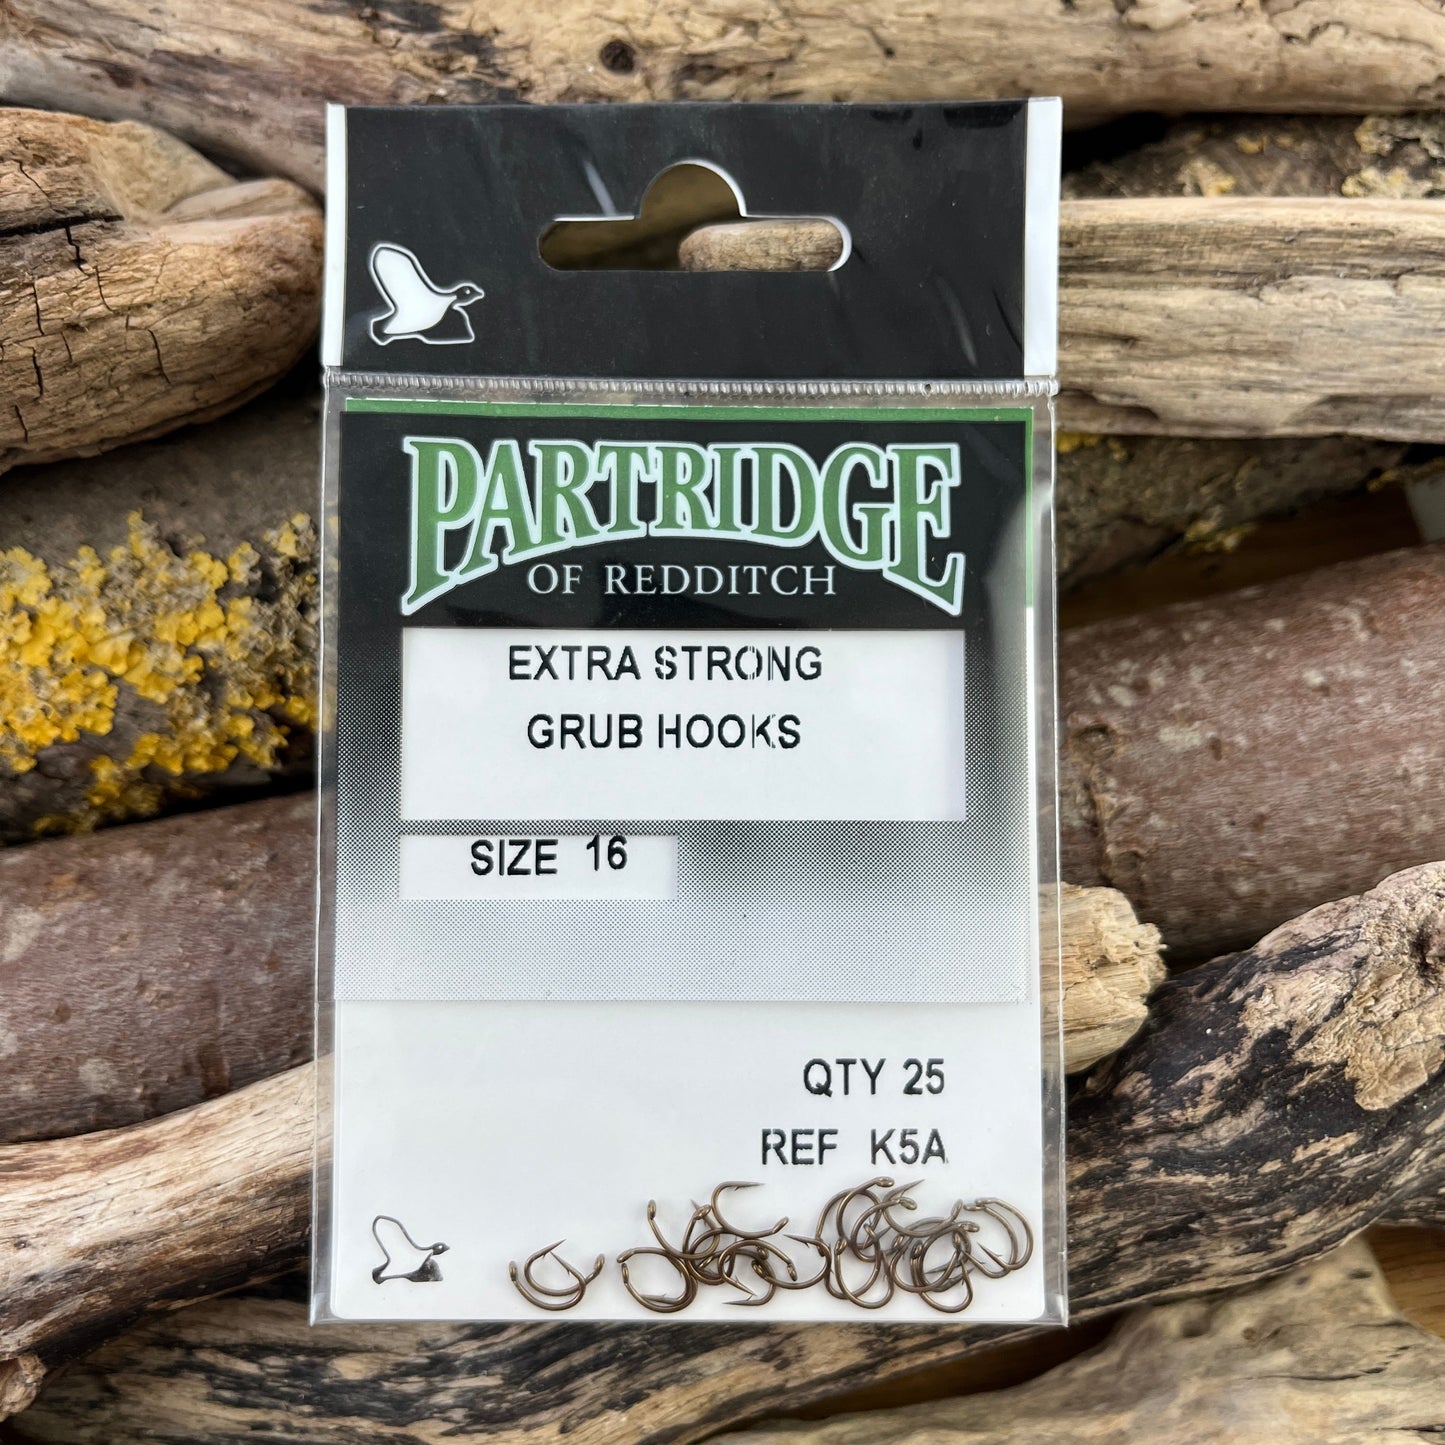 PARTRIDGE
OF REDDITCH
EXTRA STRONG
GRUB HOOKS
SIZE 16
QTY 25
REF K5A